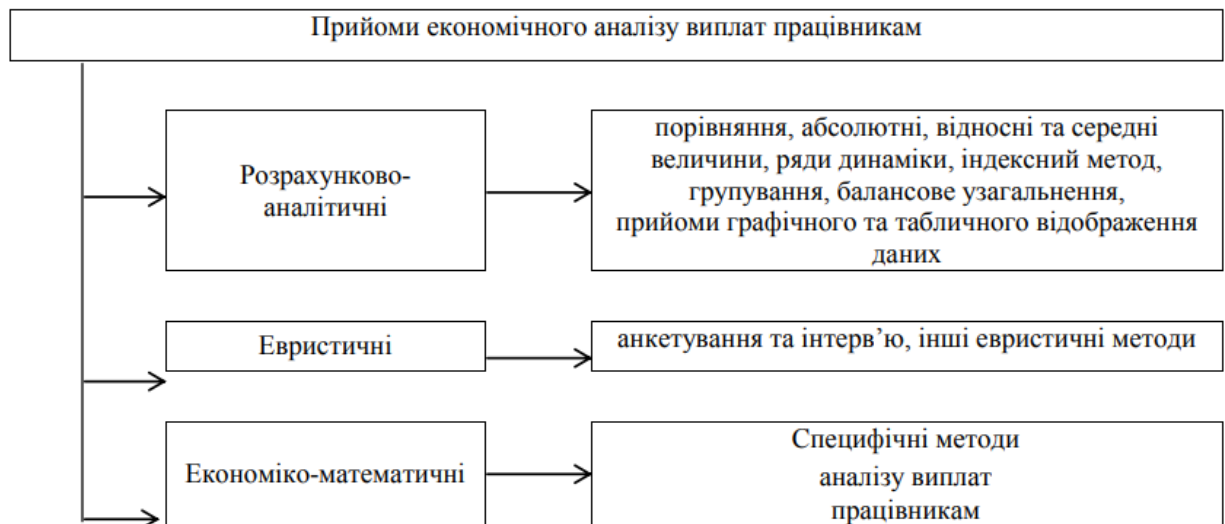 Прийоми економічного аналізу виплат працівникам
Розрахунково-
аналітичні
порівняння, абсолютні, відносні та середні
величини, ряди динаміки, індексний метод,
групування, балансове узагальнення,
прийоми графічного та табличного відображення
даних
Евристичні
анкетування та інтерв’ю, інші евристичні методи
Економіко-математичні
Специфічні методи
аналізу виплат
працівникам